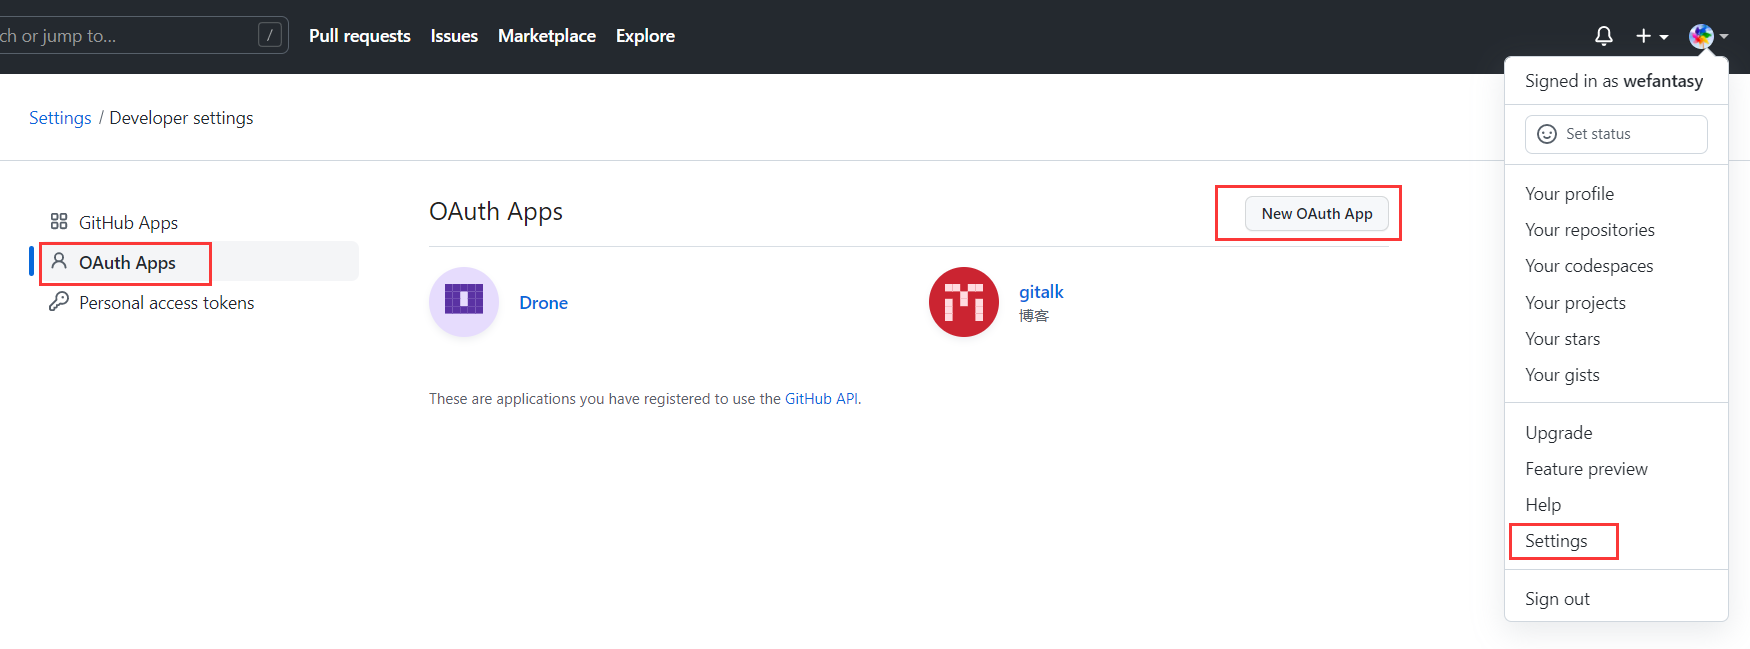 ch or jump to...
/
Pull requests
Issues
Marketplace
Explore
Signed in as wefantasy
Set status
Your profile
Your repositories
Your codespaces
Your projects
Your stars
Your gists
Upgrade
Feature preview
Help
Settings
Sign out
Settings / Developer settings
GitHub Apps
OAuth Apps
Personal access tokens
OAuth Apps
New OAuth App
Drone
gitalk
博客
These are applications you have registered to use the GitHub API.